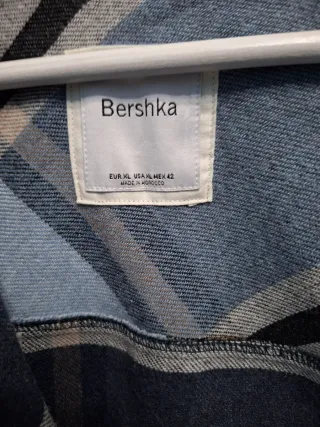 Bershka
EUR XL USA XL MEX 42
MADE IN MOROCCO